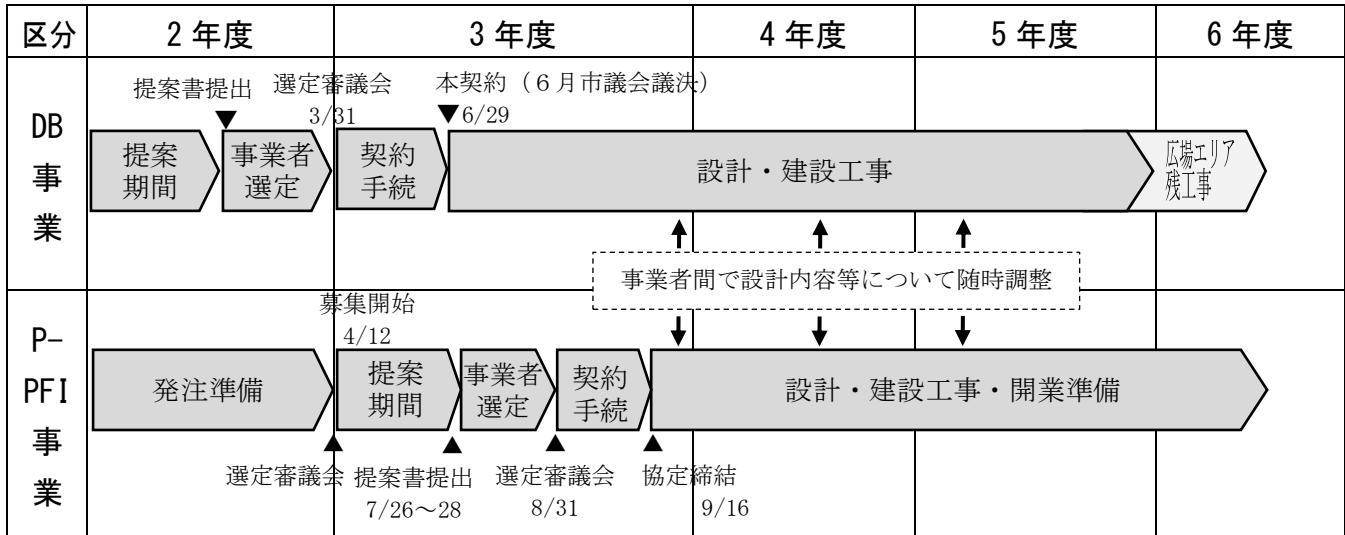 区分
2年度
3年度
4年度
5年度
6年度
DB
事
業
提案書提出
選定審議会
3/31
本契約（6月市議会議決）
▼6/29
提案
期間
事業者
選定
契約
手続
設計・建設工事
広場エリア
残工事
事業者間で設計内容等について随時調整
P-
PFI
事
業
募集開始
4/12
発注準備
提案
期間
事業者
選定
契約
手続
設計・建設工事・開業準備
選定審議会
提案書提出
7/26～28
選定審議会
8/31
協定締結
9/16